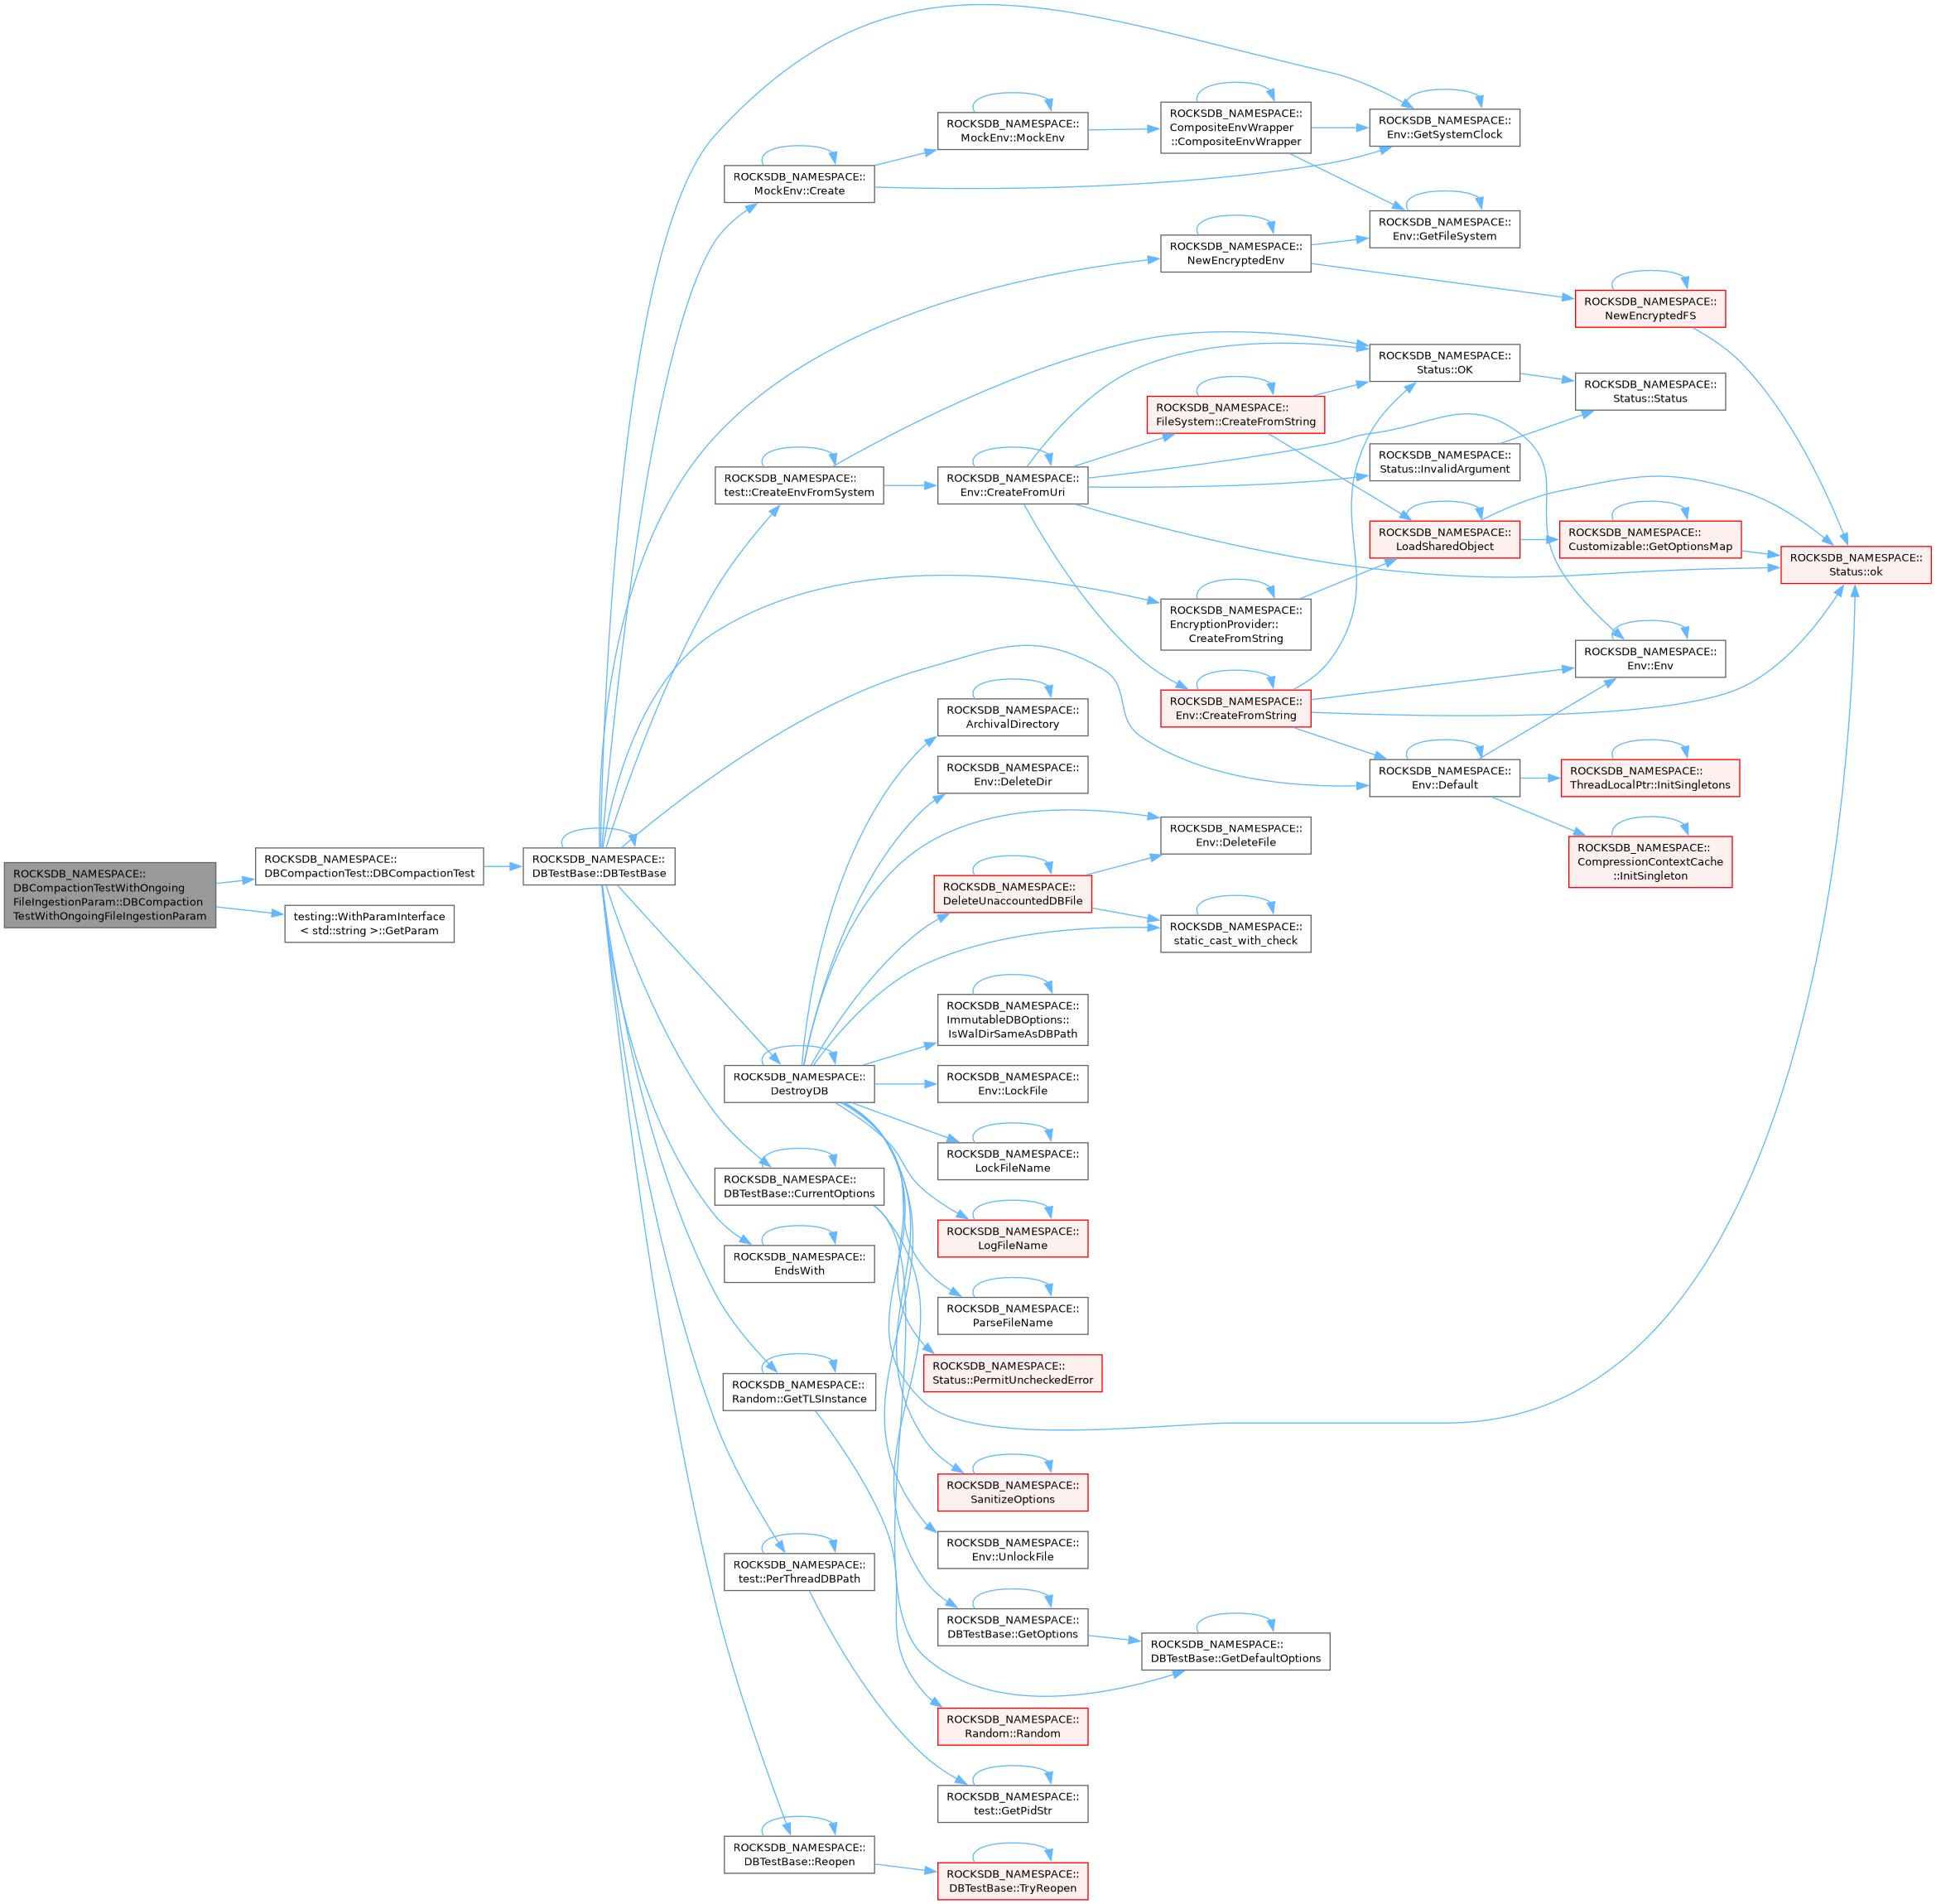 ROCKSDB_NAMESPACE::
DBCompactionTestWithOngoing
FileIngestionParam::DBCompaction
TestWithOngoingFileIngestionParam
ROCKSDB_NAMESPACE::
DBCompactionTest::DBCompactionTest
testing::WithParamInterface
< std::string >::GetParam
ROCKSDB_NAMESPACE::
DBTestBase::DBTestBase
ROCKSDB_NAMESPACE::
MockEnv::Create
ROCKSDB_NAMESPACE::
test::CreateEnvFromSystem
ROCKSDB_NAMESPACE::
DestroyDB
ROCKSDB_NAMESPACE::
DBTestBase::CurrentOptions
ROCKSDB_NAMESPACE::
EndsWith
ROCKSDB_NAMESPACE::
Random::GetTLSInstance
ROCKSDB_NAMESPACE::
test::PerThreadDBPath
ROCKSDB_NAMESPACE::
DBTestBase::Reopen
ROCKSDB_NAMESPACE::
MockEnv::MockEnv
ROCKSDB_NAMESPACE::
Env::CreateFromUri
ROCKSDB_NAMESPACE::
ArchivalDirectory
ROCKSDB_NAMESPACE::
Env::DeleteDir
ROCKSDB_NAMESPACE::
DeleteUnaccountedDBFile
ROCKSDB_NAMESPACE::
ImmutableDBOptions::
IsWalDirSameAsDBPath
ROCKSDB_NAMESPACE::
Env::LockFile
ROCKSDB_NAMESPACE::
LockFileName
ROCKSDB_NAMESPACE::
LogFileName
ROCKSDB_NAMESPACE::
ParseFileName
ROCKSDB_NAMESPACE::
Status::PermitUncheckedError
ROCKSDB_NAMESPACE::
SanitizeOptions
ROCKSDB_NAMESPACE::
Env::UnlockFile
ROCKSDB_NAMESPACE::
DBTestBase::GetOptions
ROCKSDB_NAMESPACE::
Random::Random
ROCKSDB_NAMESPACE::
test::GetPidStr
ROCKSDB_NAMESPACE::
DBTestBase::TryReopen
ROCKSDB_NAMESPACE::
CompositeEnvWrapper
::CompositeEnvWrapper
ROCKSDB_NAMESPACE::
NewEncryptedEnv
ROCKSDB_NAMESPACE::
FileSystem::CreateFromString
ROCKSDB_NAMESPACE::
EncryptionProvider::
CreateFromString
ROCKSDB_NAMESPACE::
Env::CreateFromString
ROCKSDB_NAMESPACE::
Env::DeleteFile
ROCKSDB_NAMESPACE::
static_cast_with_check
ROCKSDB_NAMESPACE::
DBTestBase::GetDefaultOptions
ROCKSDB_NAMESPACE::
Env::GetSystemClock
ROCKSDB_NAMESPACE::
Env::GetFileSystem
ROCKSDB_NAMESPACE::
Status::OK
ROCKSDB_NAMESPACE::
Status::InvalidArgument
ROCKSDB_NAMESPACE::
LoadSharedObject
ROCKSDB_NAMESPACE::
Env::Default
ROCKSDB_NAMESPACE::
NewEncryptedFS
ROCKSDB_NAMESPACE::
Status::Status
ROCKSDB_NAMESPACE::
Customizable::GetOptionsMap
ROCKSDB_NAMESPACE::
Env::Env
ROCKSDB_NAMESPACE::
ThreadLocalPtr::InitSingletons
ROCKSDB_NAMESPACE::
CompressionContextCache
::InitSingleton
ROCKSDB_NAMESPACE::
Status::ok